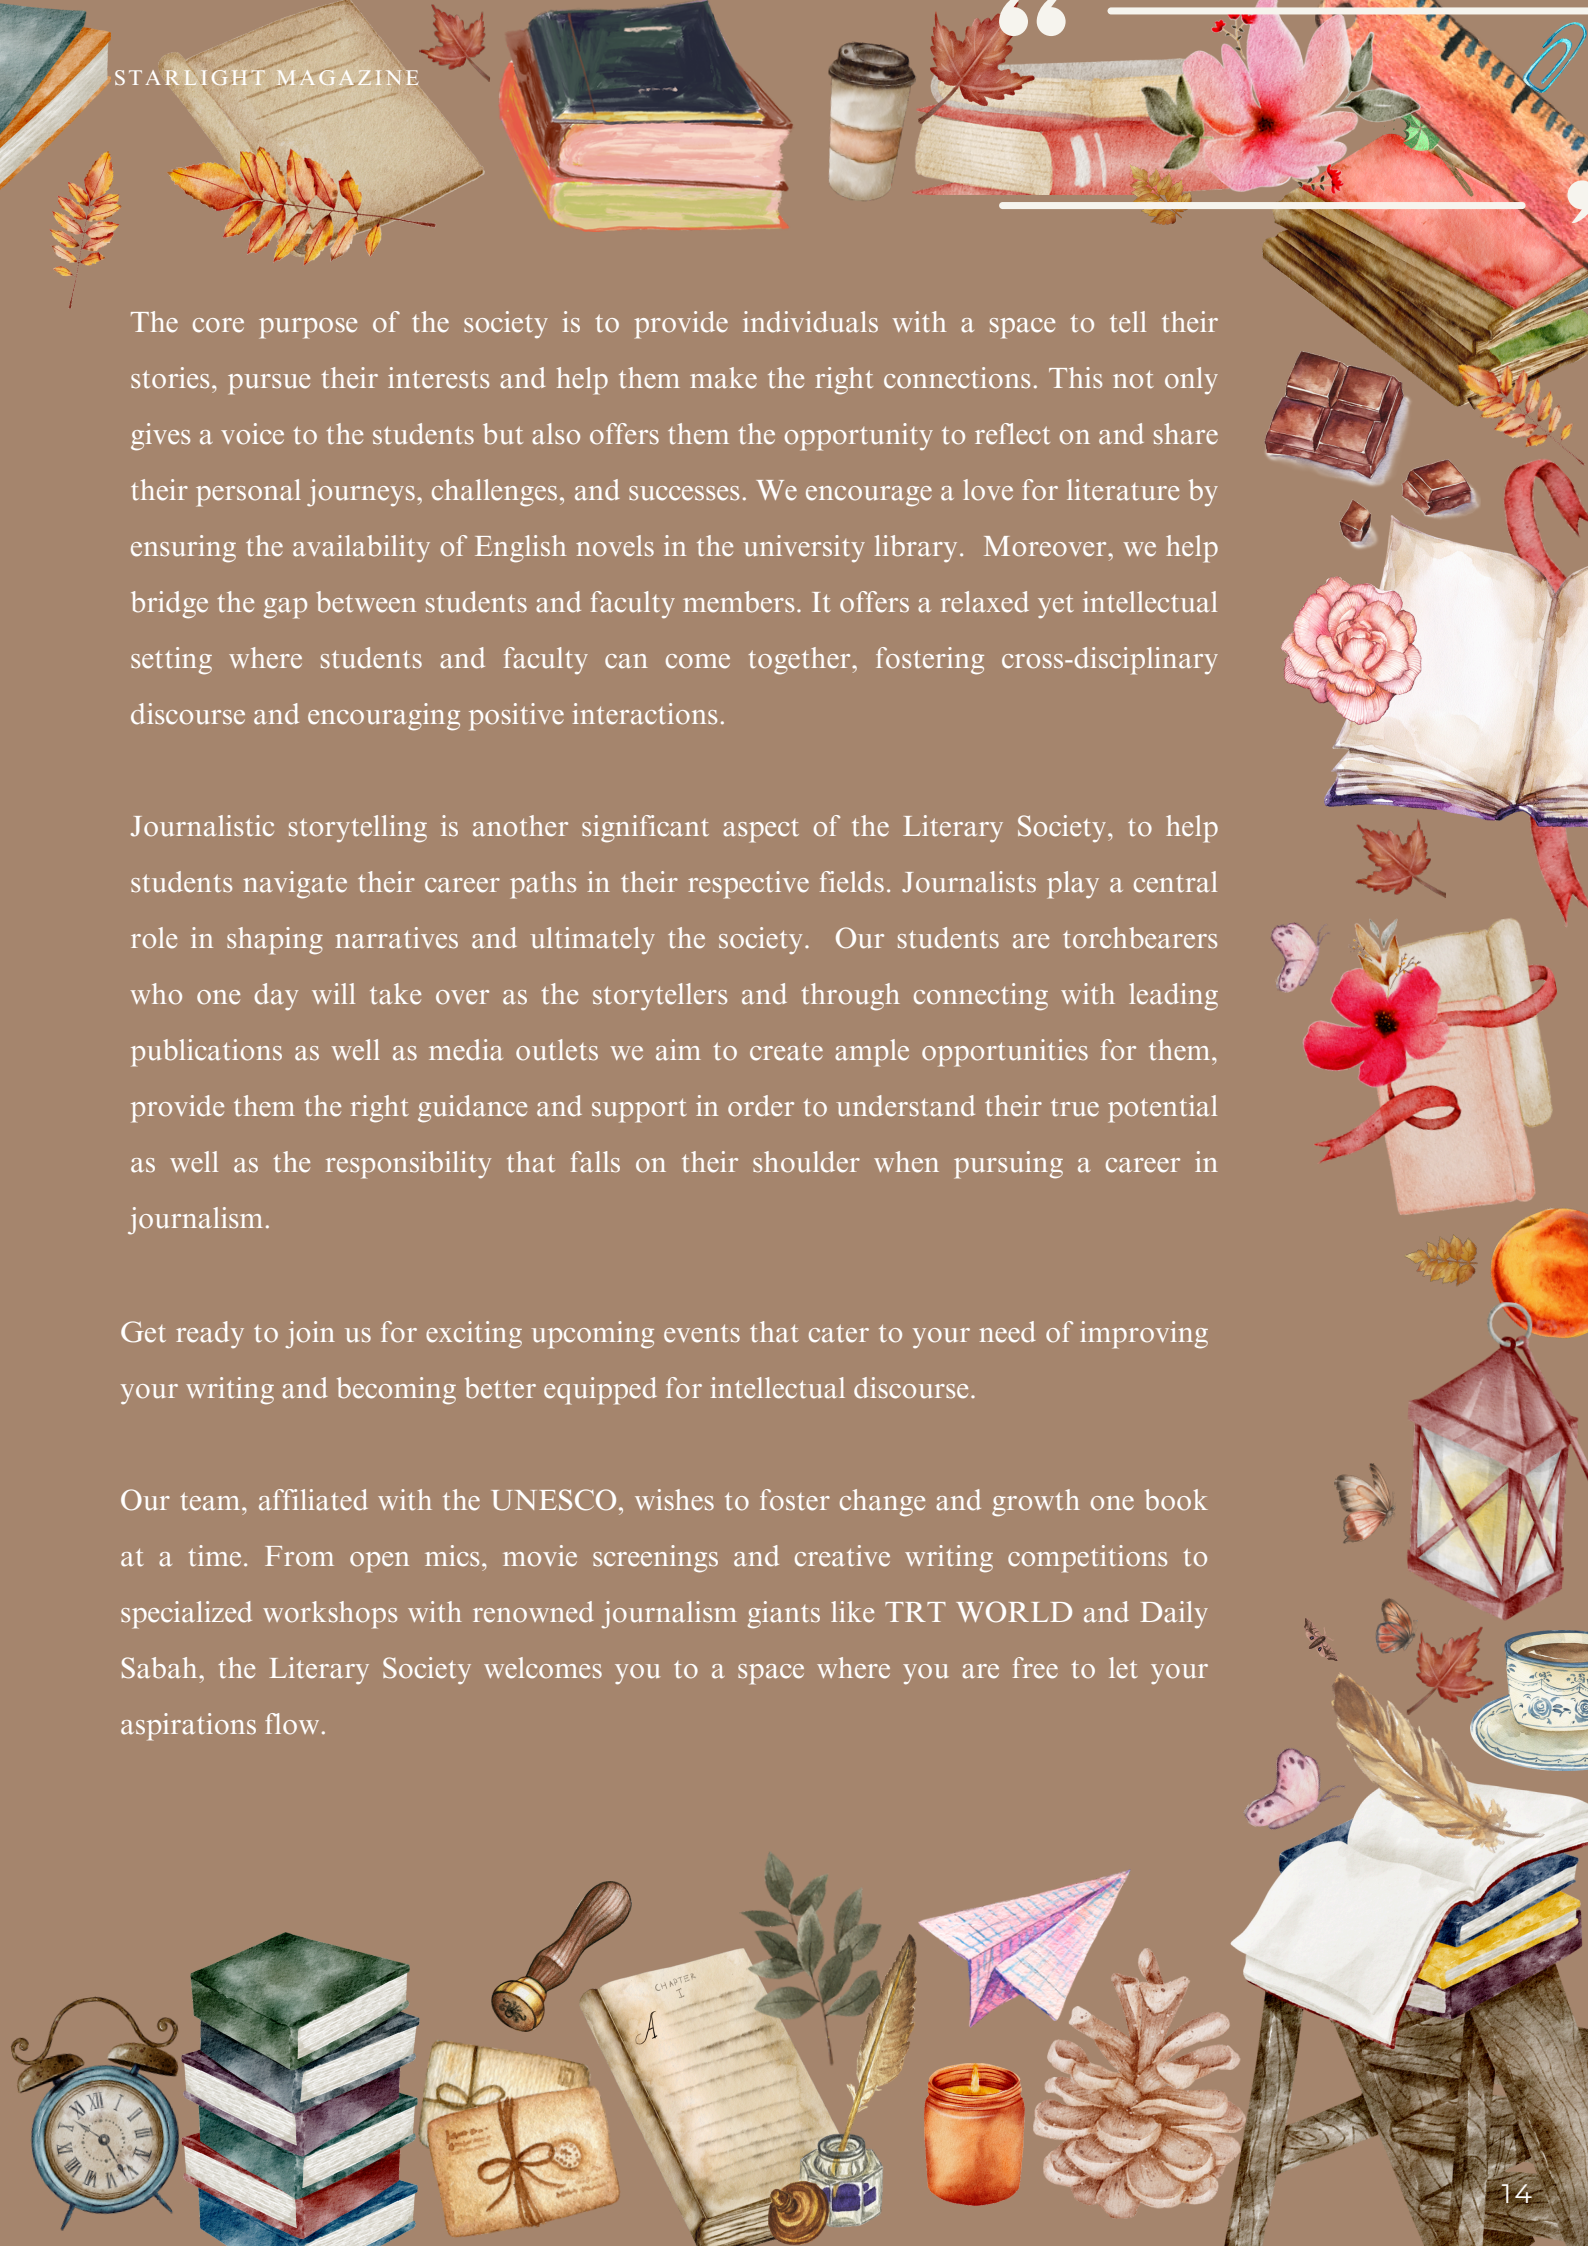 STARLIGHT MAGAZINE
The core purpose of the society is to provide individuals with a space to tell their
stories, pursue their interests and help them make the right connections. This not only
gives a voice to the students but also offers them the opportunity to reflect on and share
their personal journeys, challenges, and successes. We encourage a love for literature by
ensuring the availability of English novels in the university library.  Moreover, we help
bridge the gap between students and faculty members. It offers a relaxed yet intellectual
setting where students and faculty can come together, fostering cross-disciplinary
discourse and encouraging positive interactions.
Journalistic storytelling is another significant aspect of the Literary Society, to help
students navigate their career paths in their respective fields. Journalists play a central
role in shaping narratives and ultimately the society.  Our students are torchbearers
who one day will take over as the storytellers and through connecting with leading
publications as well as media outlets we aim to create ample opportunities for them,
provide them the right guidance and support in order to understand their true potential
as well as the responsibility that falls on their shoulder when pursuing a career in
journalism.
Get ready to join us for exciting upcoming events that cater to your need of improving
your writing and becoming better equipped for intellectual discourse.
Our team, affiliated with the UNESCO, wishes to foster change and growth one book
at a time. From open mics, movie screenings and creative writing competitions to
specialized workshops with renowned journalism giants like TRT WORLD and Daily
Sabah, the Literary Society welcomes you to a space where you are free to let your
aspirations flow.
CHAPTER
I
A
14